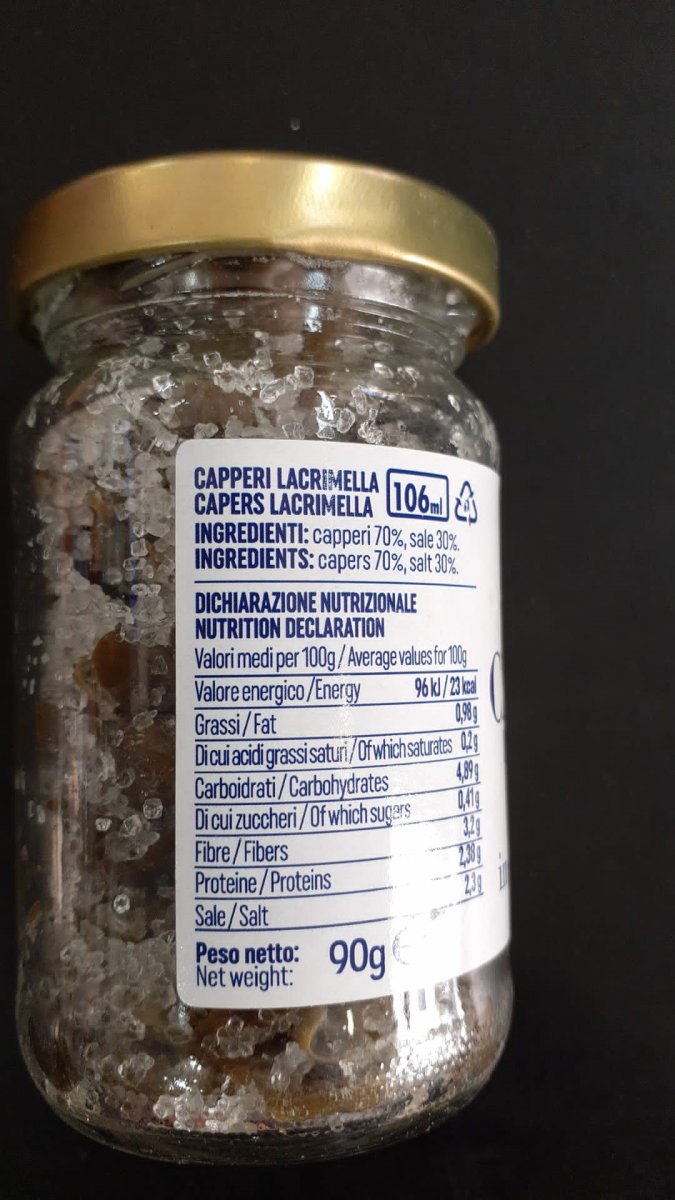 CAPPERI LACRIMELLA
CAPERS LACRIMELLA
106ml
INGREDIENTI: capperi 70%, sale 30%.
INGREDIENTS: capers 70%, salt 30%.
DICHIARAZIONE NUTRIZIONALE
NUTRITION DECLARATION
Valori medi per 100g / Average values for 100g
Valore energico / Energy 96 kJ / 23 kcal
Grassi / Fat 0,98 g
Di cui acidi grassi saturi / Of which saturates 0,2 g
Carboidrati / Carbohydrates 4,89 g
Di cui zuccheri / Of which sugars 0,41 g
Fibre / Fibers 3,2 g
Proteine / Proteins 2,38 g
Sale / Salt 2,3 g
Peso netto: 90g
Net weight: